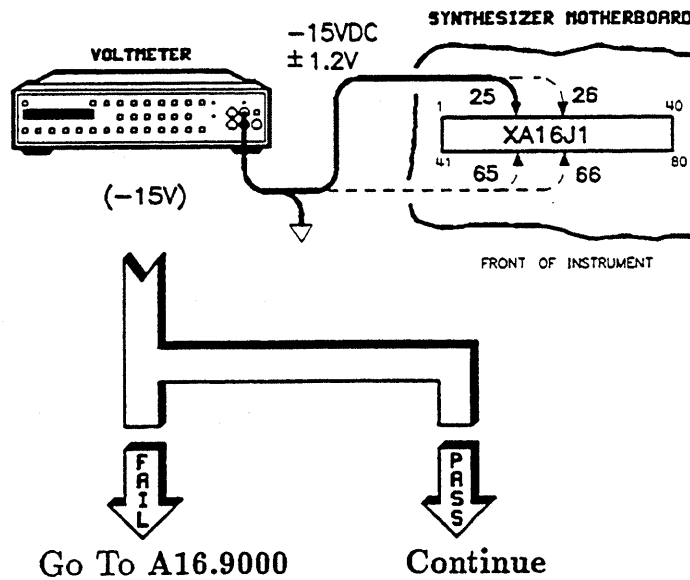 SYNTHESIZER MOTHERBOARD
VOLTMETER
-15VDC
± 1.2V
25
26
1
40
XA16J1
41
80
65
66
(-15V)
FRONT OF INSTRUMENT
FAIL
PASS
Go To A16.9000
Continue